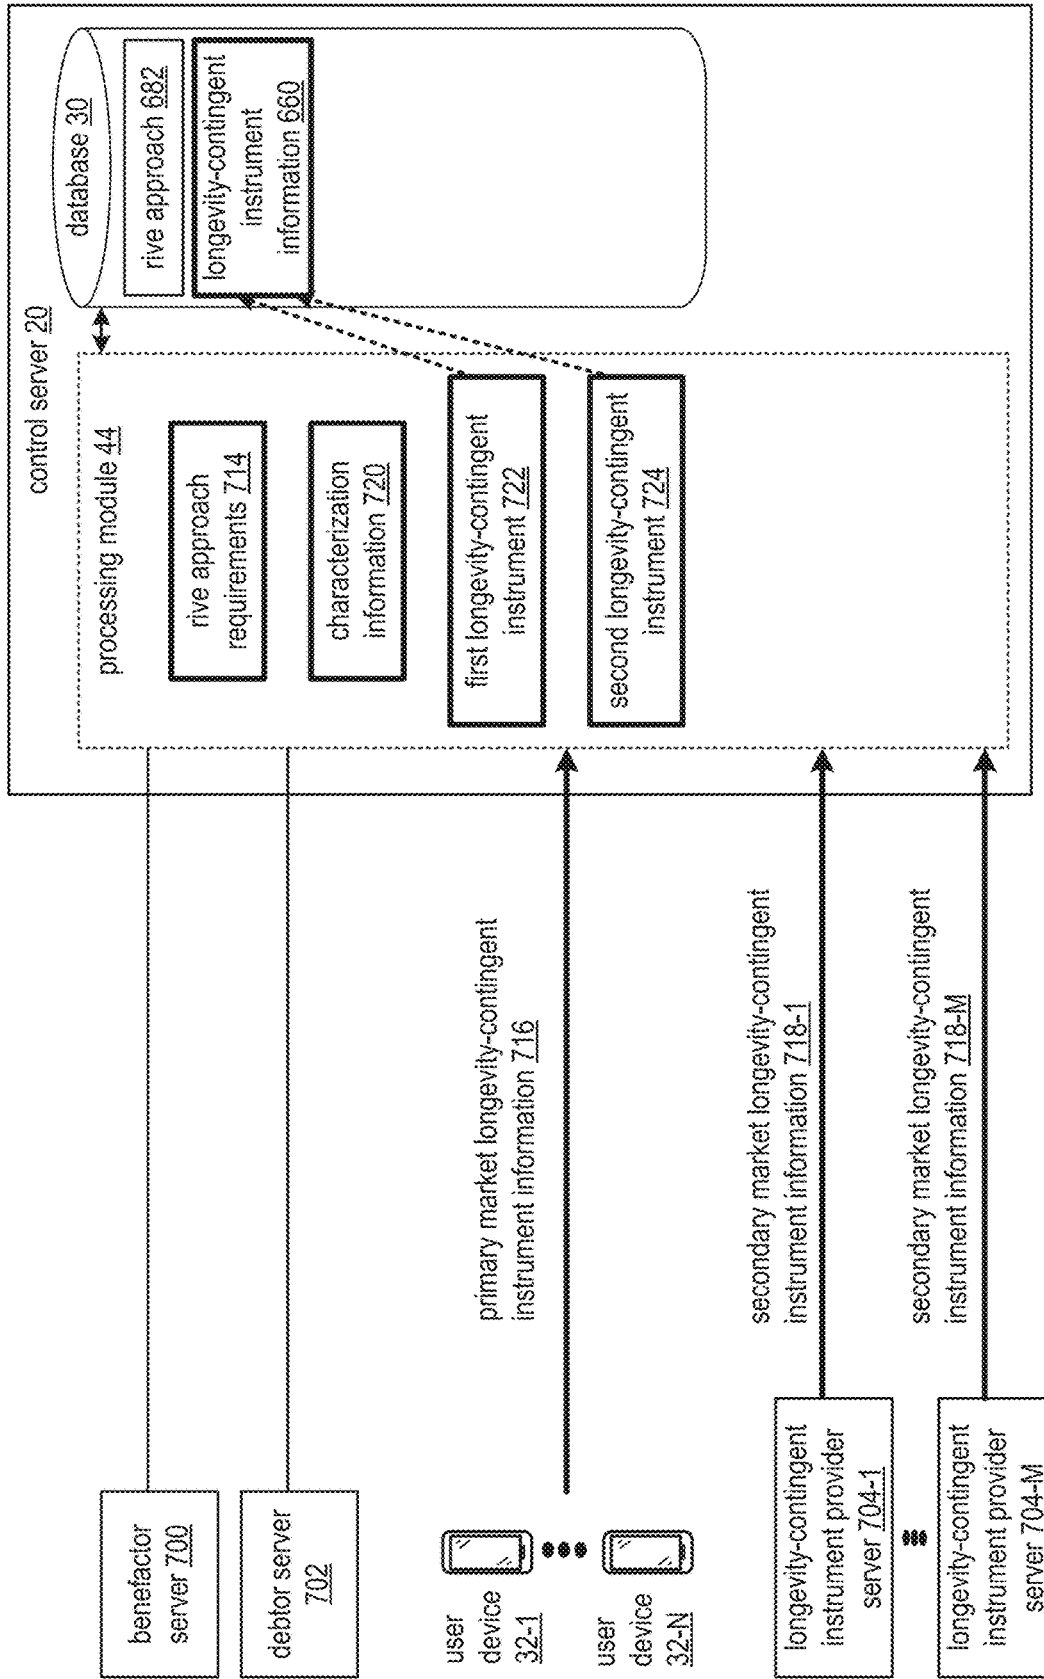 control server 20
processing module 44
database 30
rive approach 682
longevity-contingent
instrument
information 660
rive approach
requirements 714
characterization
information 720
first longevity-contingent
instrument 722
second longevity-contingent
instrument 724
benefactor
server 700
debtor server
702
user
device
32-1
user
device
32-N
primary market longevity-contingent
instrument information 716
longevity-contingent
instrument provider
server 704-1
secondary market longevity-contingent
instrument information 718-1
longevity-contingent
instrument provider
server 704-M
secondary market longevity-contingent
instrument information 718-M